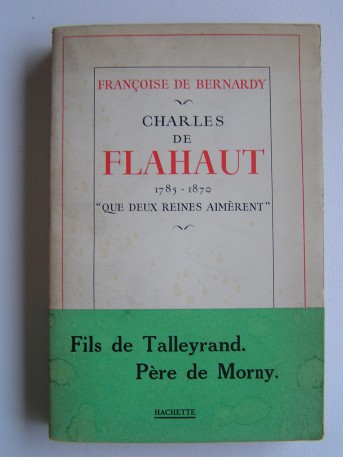 FRANÇOISE DE BERNARDY
CHARLES
DE
FLAHAUT
1785-1870
"QUE DEUX REINES AIMÈRENT"
Fils de Talleyrand.
Père de Morny.
HACHETTE